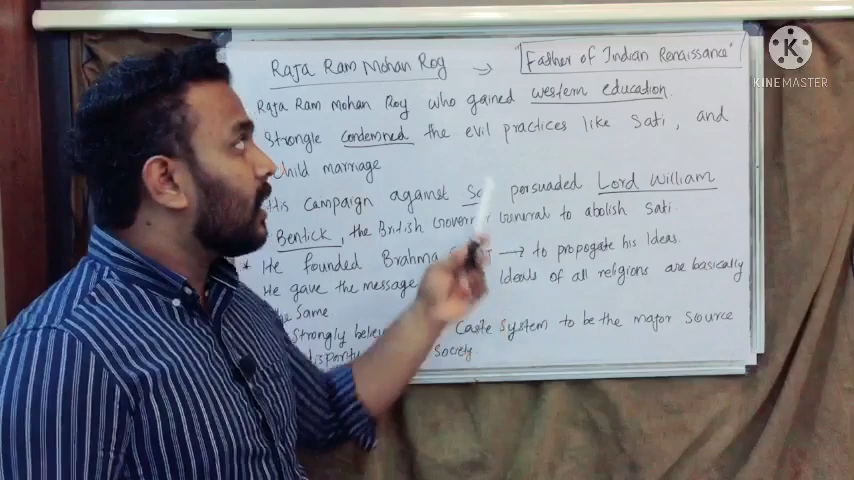 Raja Ram Mohan Roy → "Father of Indian Renaissance"
Raja Ram Mohan Roy who gained western education.
Strongle condemned the evil practices like Sati, and
child marriage
His campaign against persuaded Lord William
Bentick, the British General to abolish Sati.
* He founded Brahma → to propogate his Ideas.
He gave the message Ideals of all religions are basically
Same
Strongly Caste System to be the major source
Society.
K
KINEMASTER